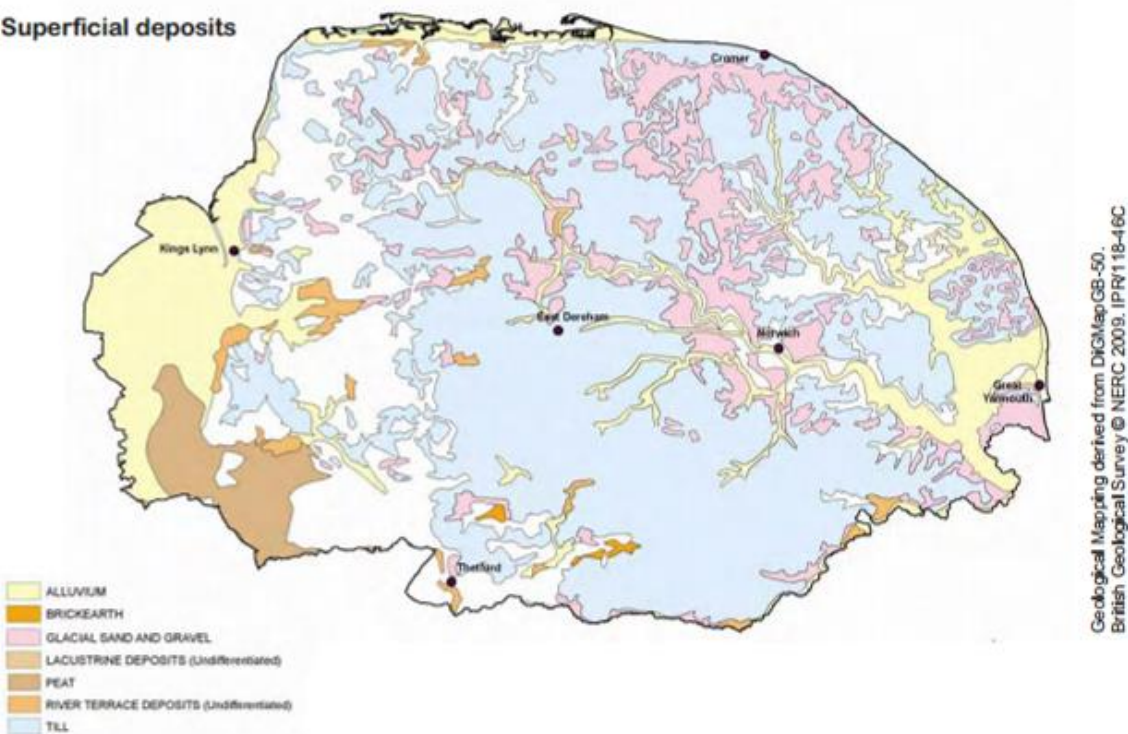 Superficial deposits
Cromer
Kings Lynn
East Dereham
Norwich
Great
Yarmouth
Thetford
ALLUVIUM
BRICKEARTH
GLACIAL SAND AND GRAVEL
LACUSTRINE DEPOSITS (Undifferentiated)
PEAT
RIVER TERRACE DEPOSITS (Undifferentiated)
TILL
Geological Mapping derived from DiGMapGB-50.
British Geological Survey © NERC 2009. IPR/118-46C